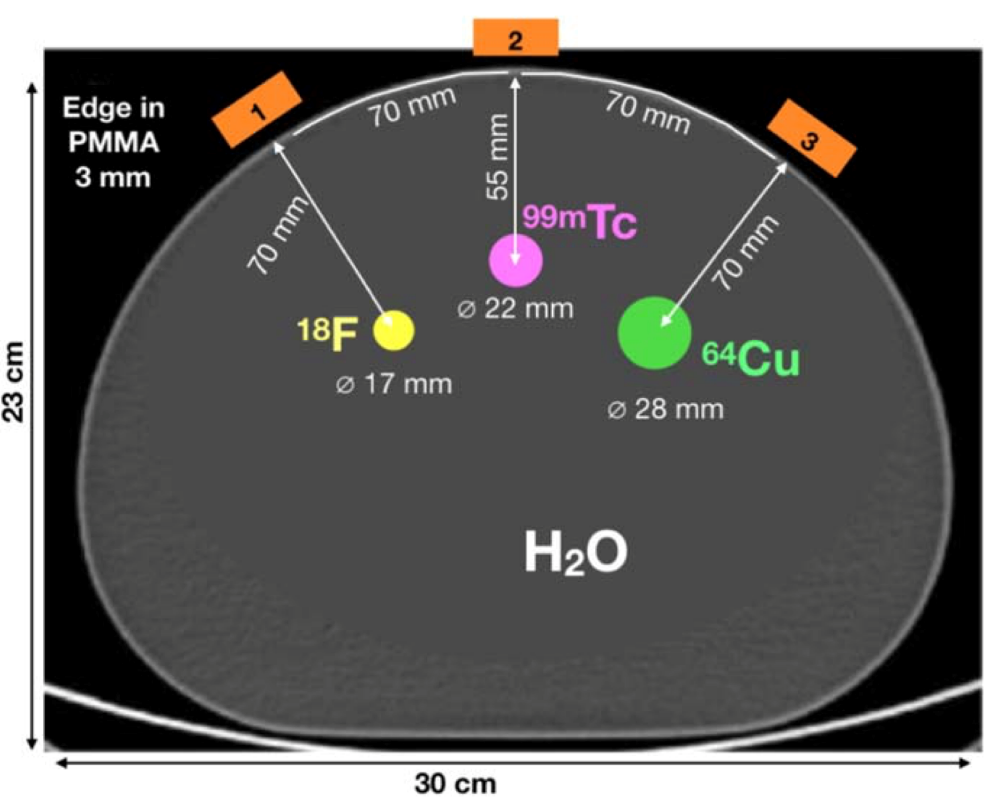 2
1
3
Edge in
PMMA
3 mm
70 mm
70 mm
55 mm
70 mm
70 mm
99mTc
⌀ 22 mm
18F
⌀ 17 mm
64Cu
⌀ 28 mm
H₂O
23 cm
30 cm